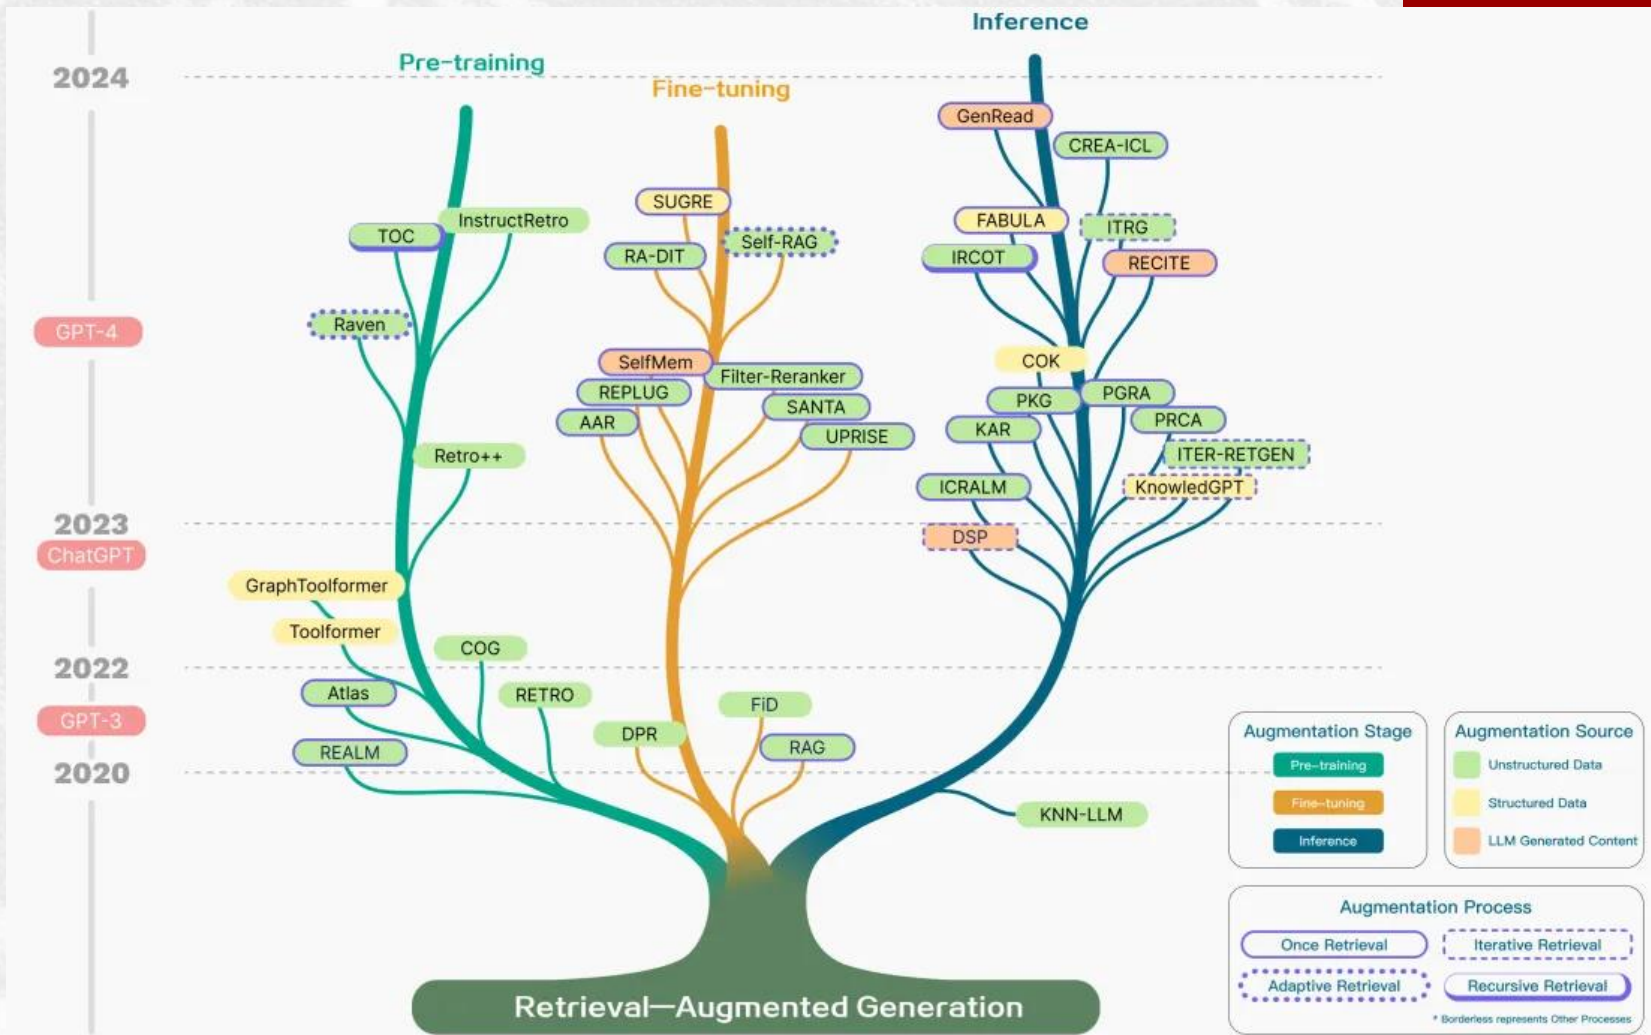 Inference
Pre-training
2024
Fine-tuning
GenRead
CREA-ICL
SUGRE
InstructRetro
FABULA
ITRG
TOC
Self-RAG
RA-DIT
IRCOT
RECITE
Raven
GPT-4
SelfMem
COK
Filter-Reranker
REPLUG
PKG
PGRA
SANTA
AAR
PRCA
UPRISE
KAR
Retro++
ITER-RETGEN
ICRALM
KnowledGPT
2023
DSP
ChatGPT
GraphToolformer
Toolformer
COG
2022
Atlas
RETRO
FiD
GPT-3
DPR
RAG
REALM
2020
KNN-LLM
Augmentation Stage
Pre-training
Fine-tuning
Inference
Augmentation Source
Unstructured Data
Structured Data
LLM Generated Content
Augmentation Process
Once Retrieval
Iterative Retrieval
Adaptive Retrieval
Recursive Retrieval
* Borderless represents Other Processes
Retrieval—Augmented Generation